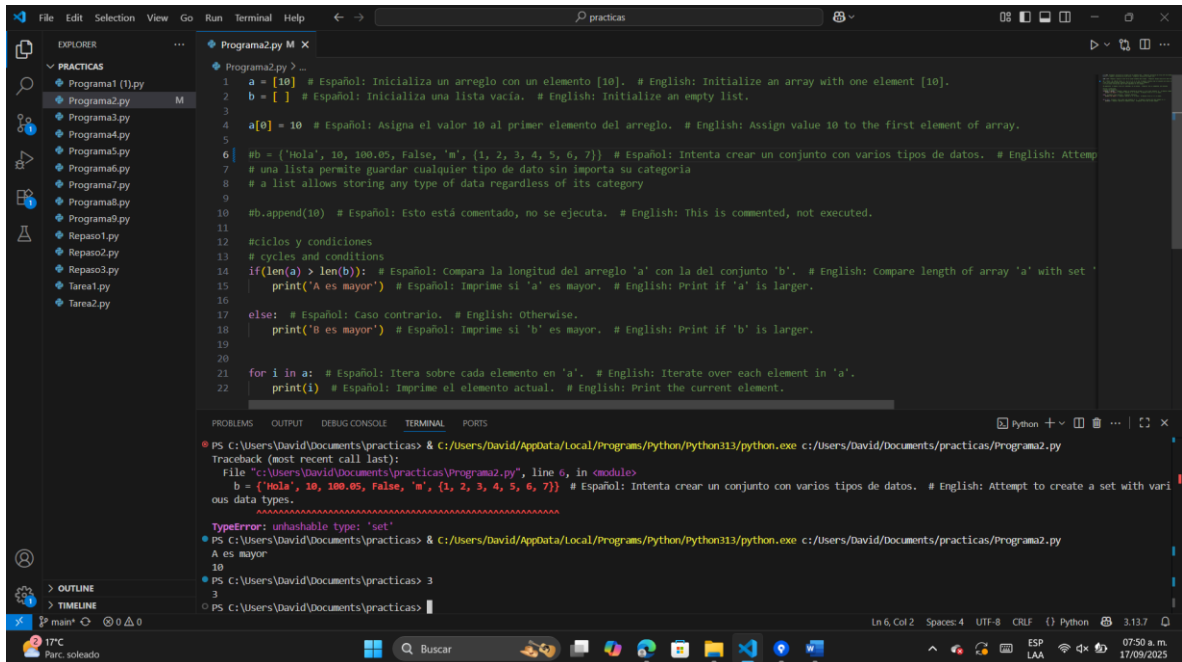 File Edit Selection View Go Run Terminal Help
practicas
EXPLORER
PRACTICAS
Programa1 (1).py
Programa2.py M
Programa3.py
Programa4.py
Programa5.py
Programa6.py
Programa7.py
Programa8.py
Programa9.py
Repaso1.py
Repaso2.py
Repaso3.py
Tarea1.py
Tarea2.py
OUTLINE
TIMELINE
Programa2.py M
Programa2.py > ...
1 a = [10] # Español: Inicializa un arreglo con un elemento [10]. # English: Initialize an array with one element [10].
2 b = [ ] # Español: Inicializa una lista vacía. # English: Initialize an empty list.
3
4 a[0] = 10 # Español: Asigna el valor 10 al primer elemento del arreglo. # English: Assign value 10 to the first element of array.
5
6 #b = {'Hola', 10, 100.05, False, 'm', {1, 2, 3, 4, 5, 6, 7}} # Español: Intenta crear un conjunto con varios tipos de datos. # English: Attemp
7 # una lista permite guardar cualquier tipo de dato sin importa su categoria
8 # a list allows storing any type of data regardless of its category
9
10 #b.append(10) # Español: Esto está comentado, no se ejecuta. # English: This is commented, not executed.
11
12 #ciclos y condiciones
13 # cycles and conditions
14 if(len(a) > len(b)): # Español: Compara la longitud del arreglo 'a' con la del conjunto 'b'. # English: Compare length of array 'a' with set '
15 print('A es mayor') # Español: Imprime si 'a' es mayor. # English: Print if 'a' is larger.
16
17 else: # Español: Caso contrario. # English: Otherwise.
18 print('B es mayor') # Español: Imprime si 'b' es mayor. # English: Print if 'b' is larger.
19
20
21 for i in a: # Español: Itera sobre cada elemento en 'a'. # English: Iterate over each element in 'a'.
22 print(i) # Español: Imprime el elemento actual. # English: Print the current element.
PROBLEMS OUTPUT DEBUG CONSOLE TERMINAL PORTS
Python
PS C:\Users\David\Documents\practicas> & C:/Users/David/AppData/Local/Programs/Python/Python313/python.exe c:/Users/David/Documents/practicas/Programa2.py
Traceback (most recent call last):
File "c:\Users\David\Documents\practicas\Programa2.py", line 6, in <module>
b = {'Hola', 10, 100.05, False, 'm', {1, 2, 3, 4, 5, 6, 7}} # Español: Intenta crear un conjunto con varios tipos de datos. # English: Attempt to create a set with vari
ous data types.
^^^^^^^^^^^^^^^^^^^^^^^^^^^^^^^^^^^^^^^^^^^^^^^^^^^
TypeError: unhashable type: 'set'
PS C:\Users\David\Documents\practicas> & C:/Users/David/AppData/Local/Programs/Python/Python313/python.exe c:/Users/David/Documents/practicas/Programa2.py
A es mayor
10
PS C:\Users\David\Documents\practicas> 3
3
PS C:\Users\David\Documents\practicas>
main* 0 0 Ln 6, Col 2 Spaces: 4 UTF-8 CRLF {} Python 3.13.7
2 17°C
Parc. soleado
Buscar
ESP
LAA
07:50 a. m.
17/09/2025